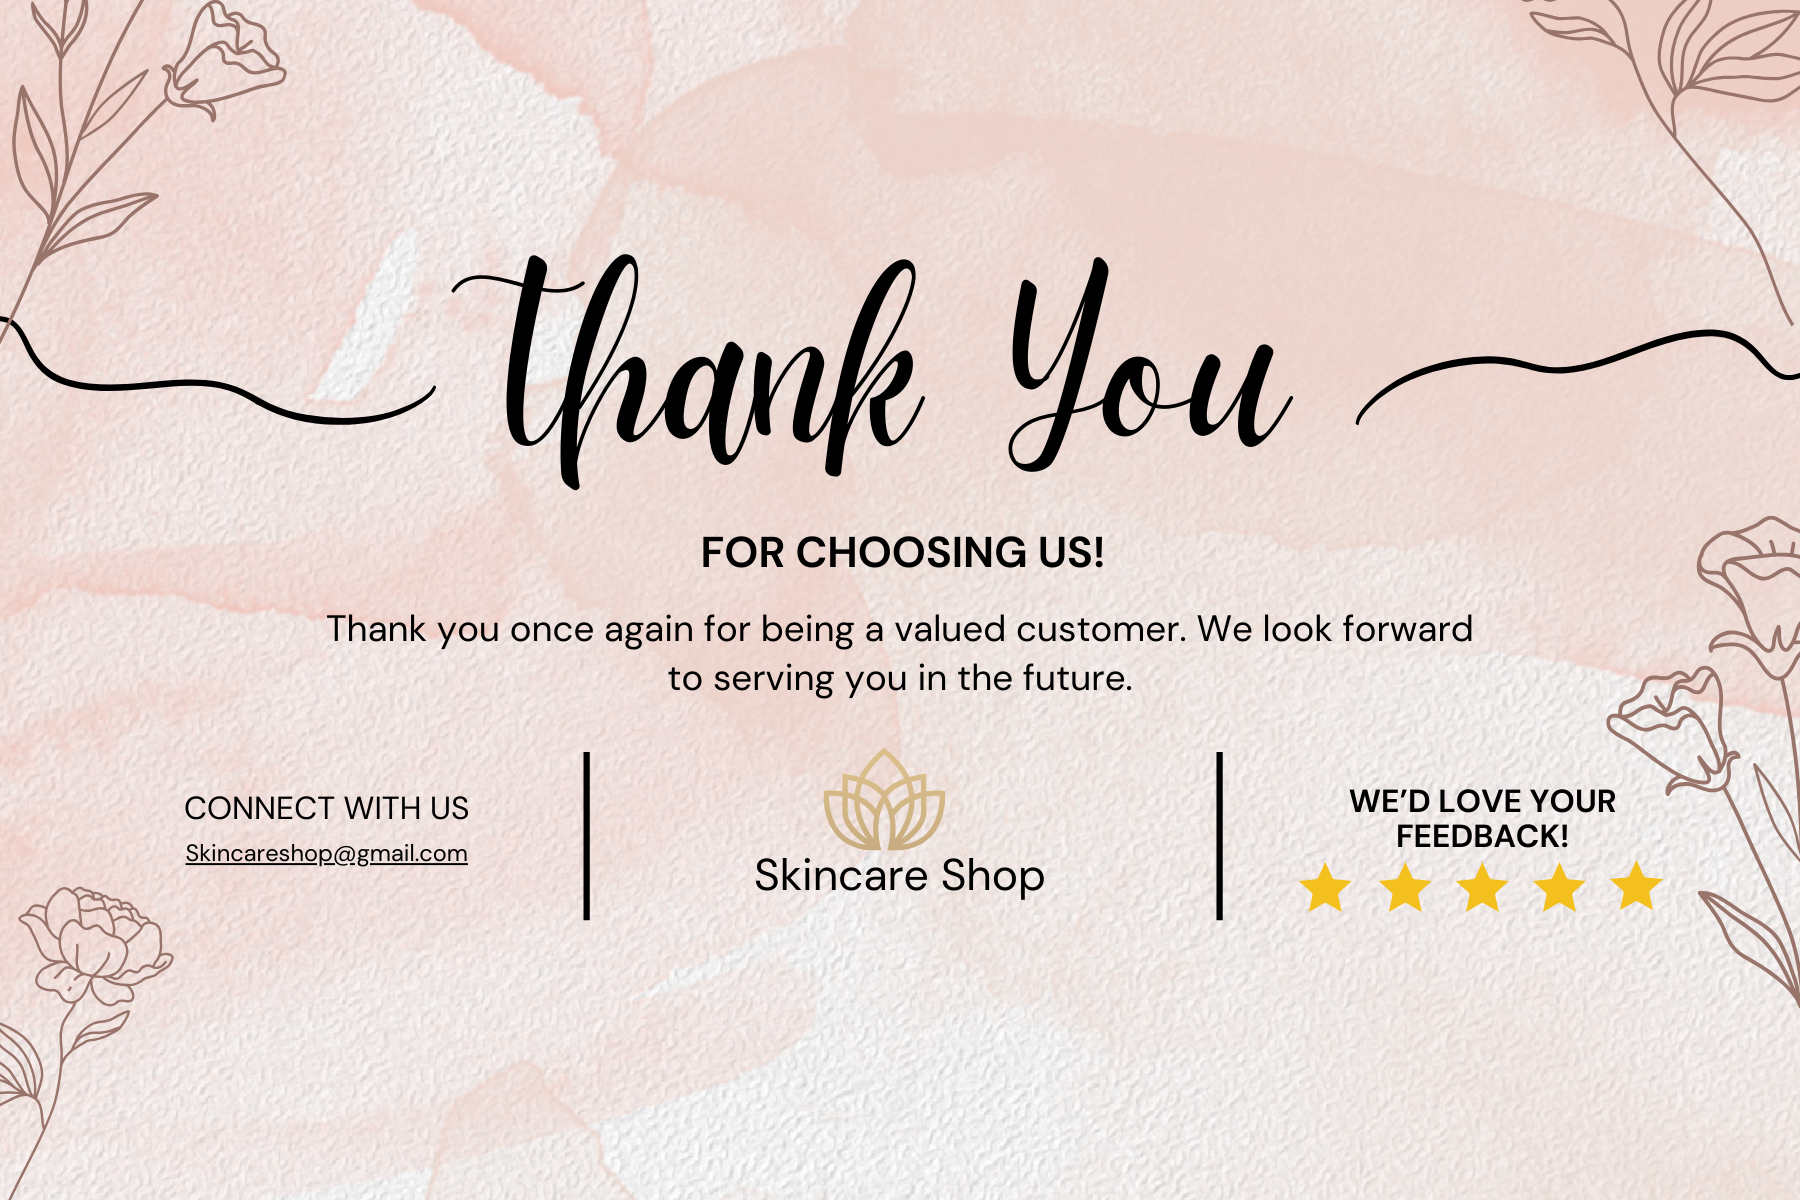 thank You
FOR CHOOSING US!
Thank you once again for being a valued customer. We look forward
to serving you in the future.
CONNECT WITH US
Skincareshop@gmail.com
Skincare Shop
WE’D LOVE YOUR
FEEDBACK!